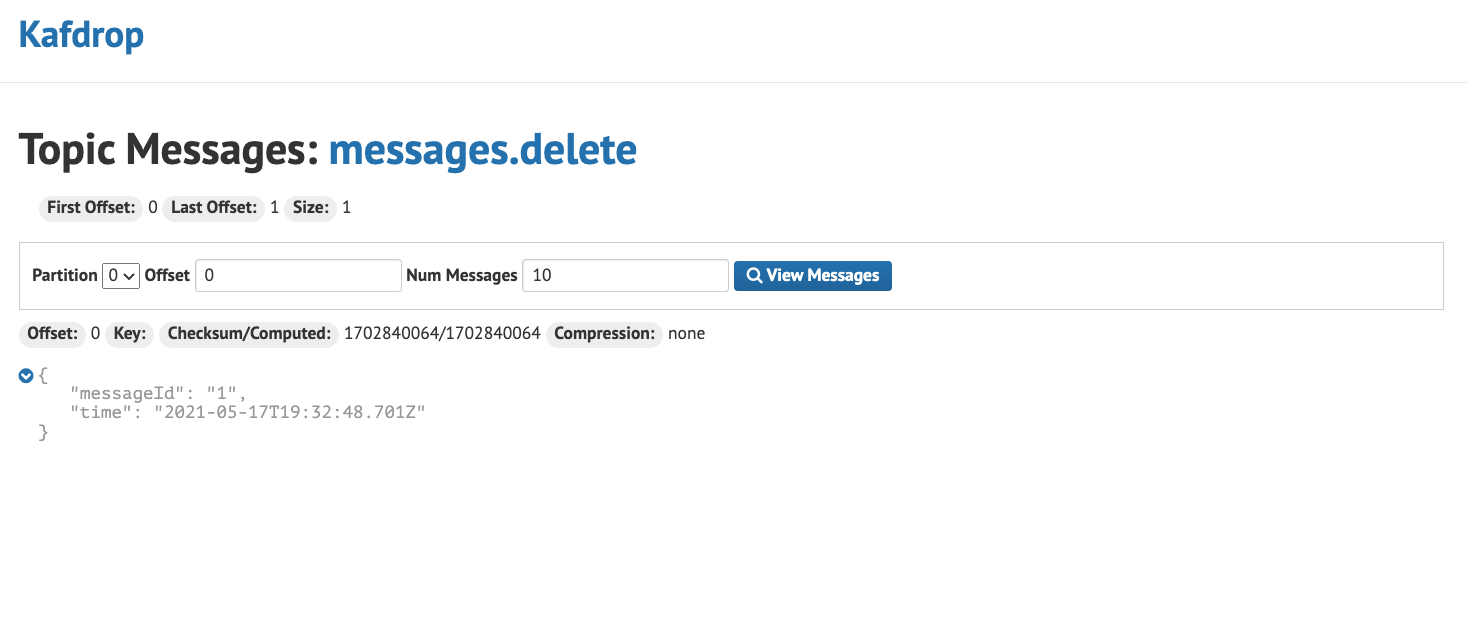 Kafdrop
Topic Messages: messages.delete
First Offset: 0 Last Offset: 1 Size: 1
Partition 0 Offset 0 Num Messages 10 View Messages
Offset: 0 Key: Checksum/Computed: 1702840064/1702840064 Compression: none
{
"messageId": "1",
"time": "2021-05-17T19:32:48.701Z"
}